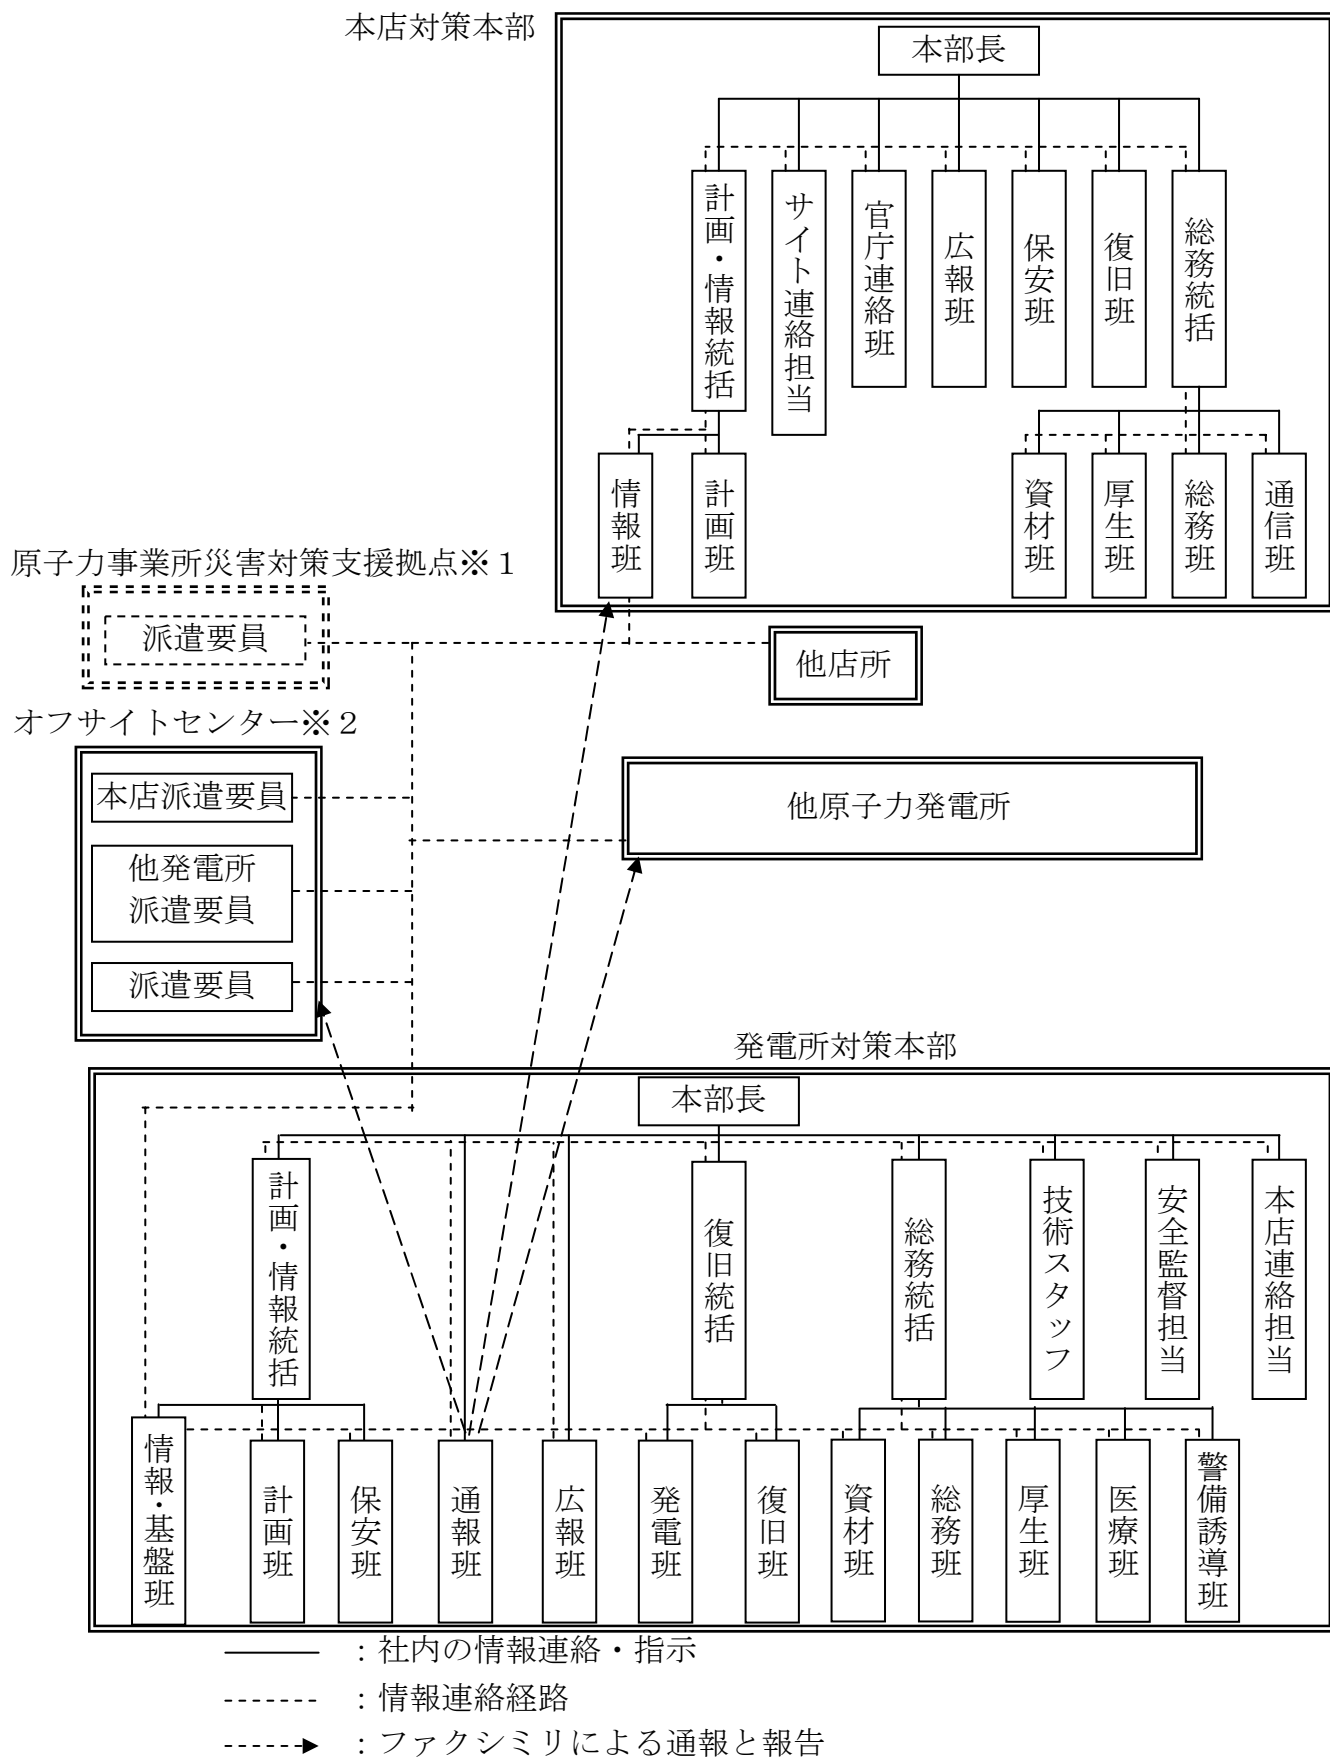 本店対策本部
本部長
計画・情報統括
サイト連絡担当
官庁連絡班
広報班
保安班
復旧班
総務統括
情報班
計画班
資材班
厚生班
総務班
通信班
原子力事業所災害対策支援拠点※１
派遣要員
他店所
オフサイトセンター※２
本店派遣要員
他発電所
派遣要員
派遣要員
他原子力発電所
発電所対策本部
本部長
計画・情報統括
復旧統括
総務統括
技術スタッフ
安全監督担当
本店連絡担当
情報・基盤班
計画班
保安班
通報班
広報班
発電班
復旧班
資材班
総務班
厚生班
医療班
警備誘導班
：社内の情報連絡・指示
：情報連絡経路
：ファクシミリによる通報と報告